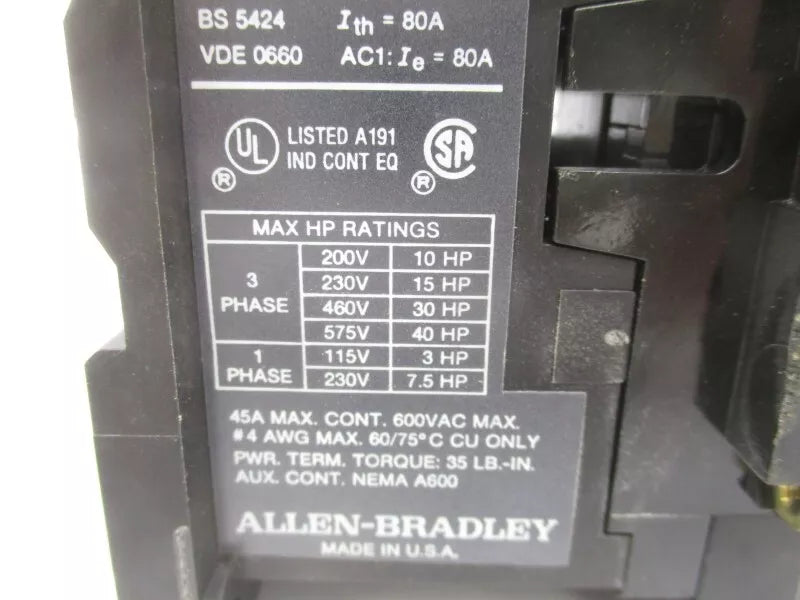 BS 5424 Ith = 80A
VDE 0660 AC1: Ie = 80A
UL
LISTED A191
IND CONT EQ
SA
®
®
MAX HP RATINGS
3 PHASE
200V 10 HP
230V 15 HP
460V 30 HP
575V 40 HP
1 PHASE
115V 3 HP
230V 7.5 HP
45A MAX. CONT. 600VAC MAX.
#4 AWG MAX. 60/75°C CU ONLY
PWR. TERM. TORQUE: 35 LB.-IN.
AUX. CONT. NEMA A600
ALLEN-BRADLEY
MADE IN U.S.A.